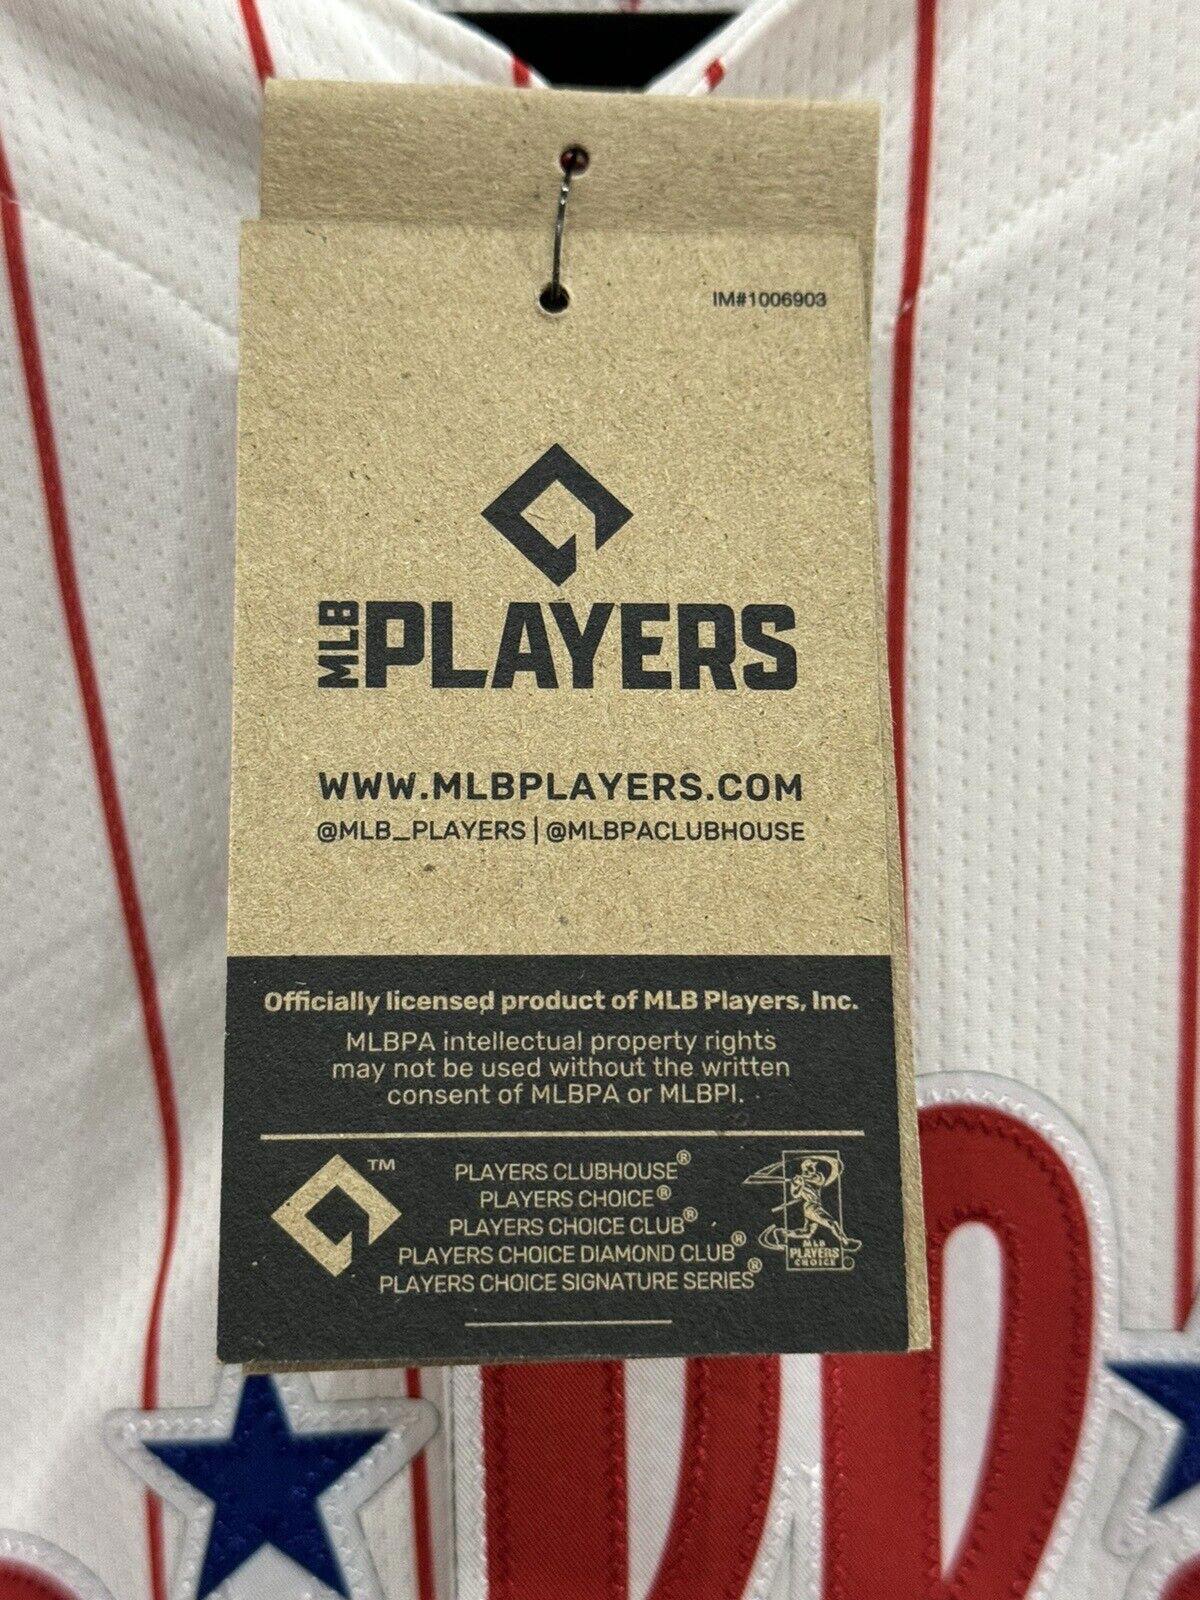 IM#1006903
MLB PLAYERS
WWW.MLBPLAYERS.COM
@MLB_PLAYERS | @MLBPACLUBHOUSE
Officially licensed product of MLB Players, Inc.
MLBPA intellectual property rights
may not be used without the written
consent of MLBPA or MLBPI.
™
PLAYERS CLUBHOUSE®
PLAYERS CHOICE®
PLAYERS CHOICE CLUB®
PLAYERS CHOICE DIAMOND CLUB®
PLAYERS CHOICE SIGNATURE SERIES®
MLB
PLAYERS
CHOICE